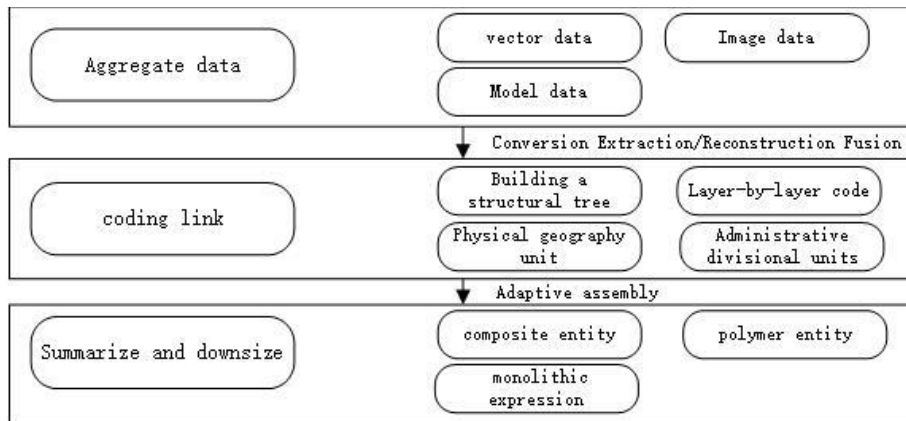 Aggregate data
vector data
Image data
Model data
Conversion Extraction/Reconstruction Fusion
coding link
Building a
structural tree
Layer-by-layer code
Physical geography
unit
Administrative
divisional units
Adaptive assembly
Summarize and downsize
composite entity
polymer entity
monolithic
expression